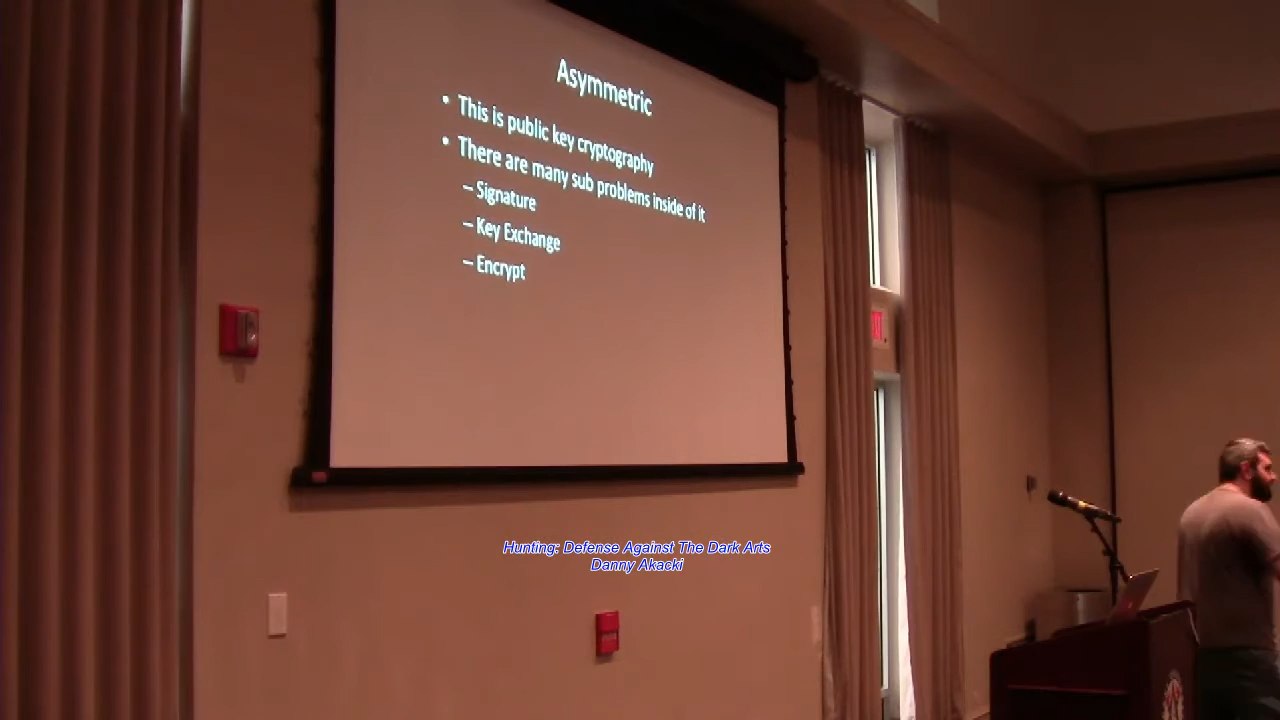 Asymmetric
• This is public key cryptography
• There are many sub problems inside of it
– Signature
– Key Exchange
– Encrypt
Hunting: Defense Against The Dark Arts
Danny Akacki